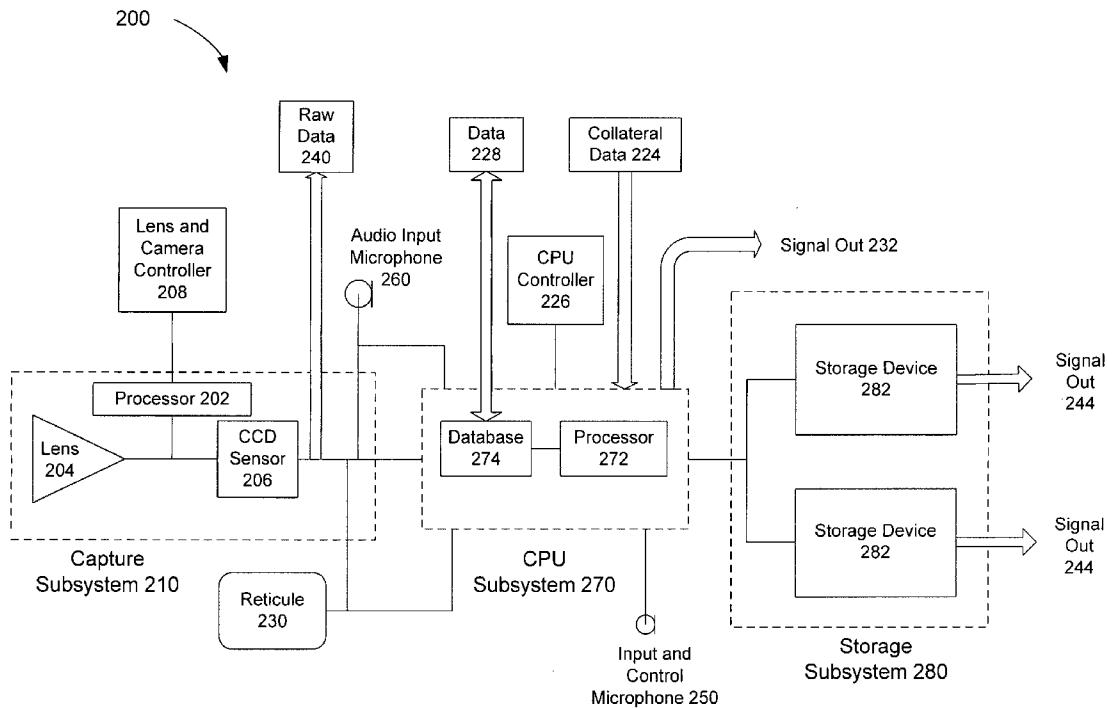 200
Raw
Data
240
Data
228
Collateral
Data 224
Lens and
Camera
Controller
208
Audio Input
Microphone
260
CPU
Controller
226
Signal Out 232
Processor 202
Lens
204
CCD
Sensor
206
Database
274
Processor
272
Storage Device
282
Signal
Out
244
Storage Device
282
Signal
Out
244
Capture
Subsystem 210
CPU
Subsystem 270
Reticule
230
Input and
Control
Microphone 250
Storage
Subsystem 280